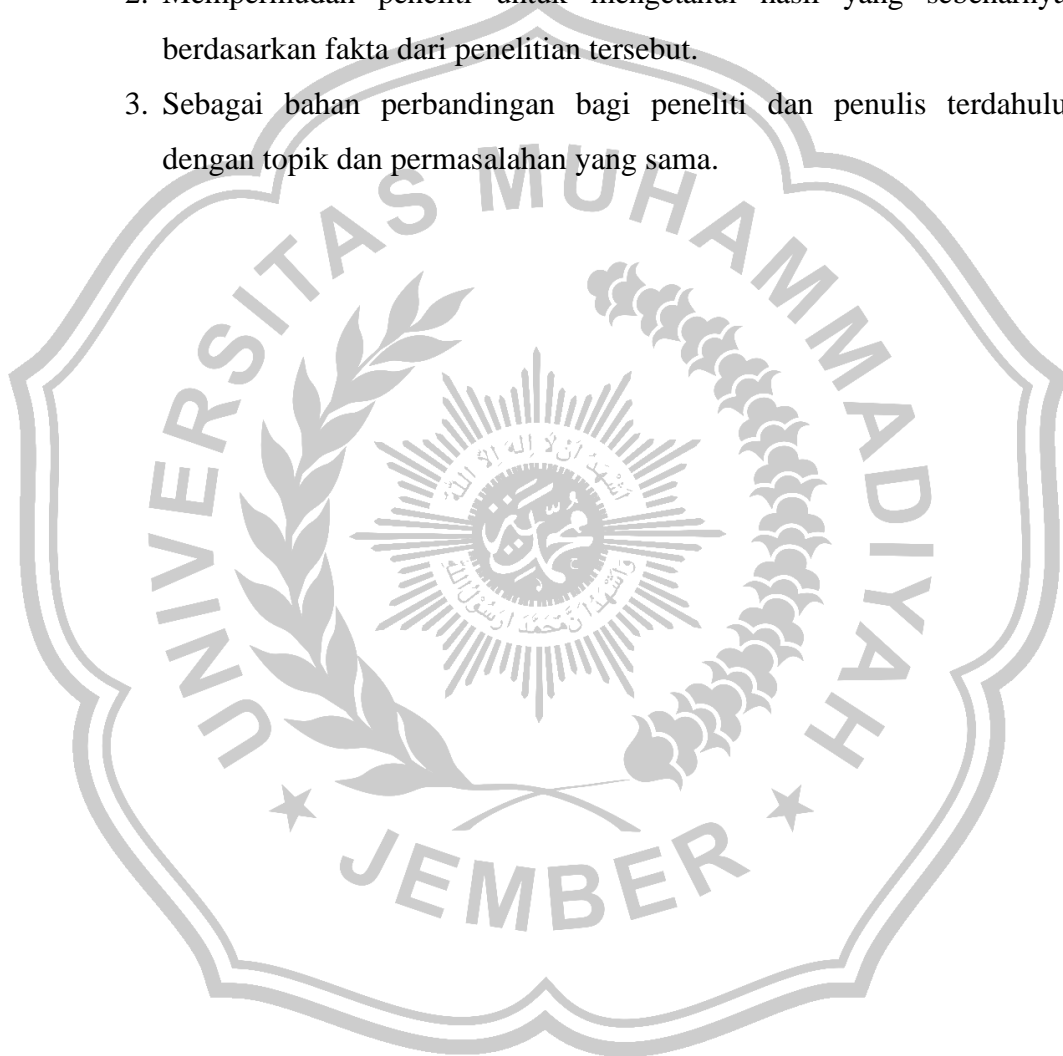 2. Mempermudah peneliti untuk mengetahui hasil yang sebenarnya
berdasarkan fakta dari penelitian tersebut.
3. Sebagai bahan perbandingan bagi peneliti dan penulis terdahulu
dengan topik dan permasalahan yang sama.
UNIVERSITAS MUHAMMADIYAH
JEMBER
محمد